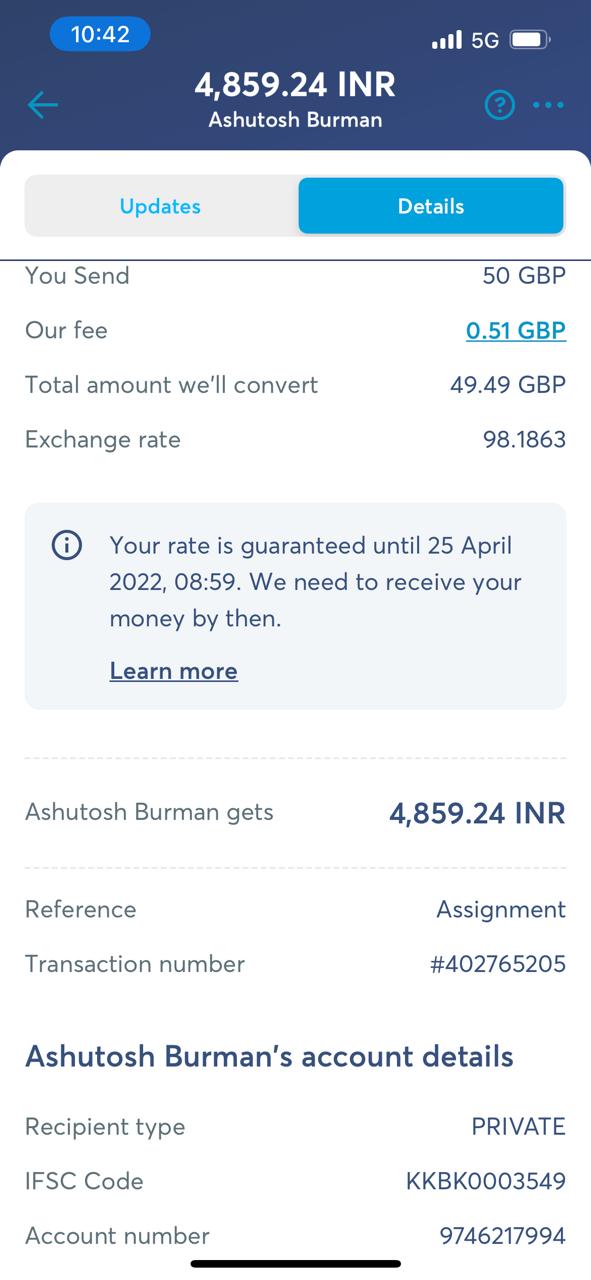 10:42
5G
4,859.24 INR
Ashutosh Burman
?
Updates
Details
You Send 50 GBP
Our fee 0.51 GBP
Total amount we'll convert 49.49 GBP
Exchange rate 98.1863
Your rate is guaranteed until 25 April
2022, 08:59. We need to receive your
money by then.
Learn more
Ashutosh Burman gets 4,859.24 INR
Reference Assignment
Transaction number #402765205
Ashutosh Burman's account details
Recipient type PRIVATE
IFSC Code KKBK0003549
Account number 9746217994